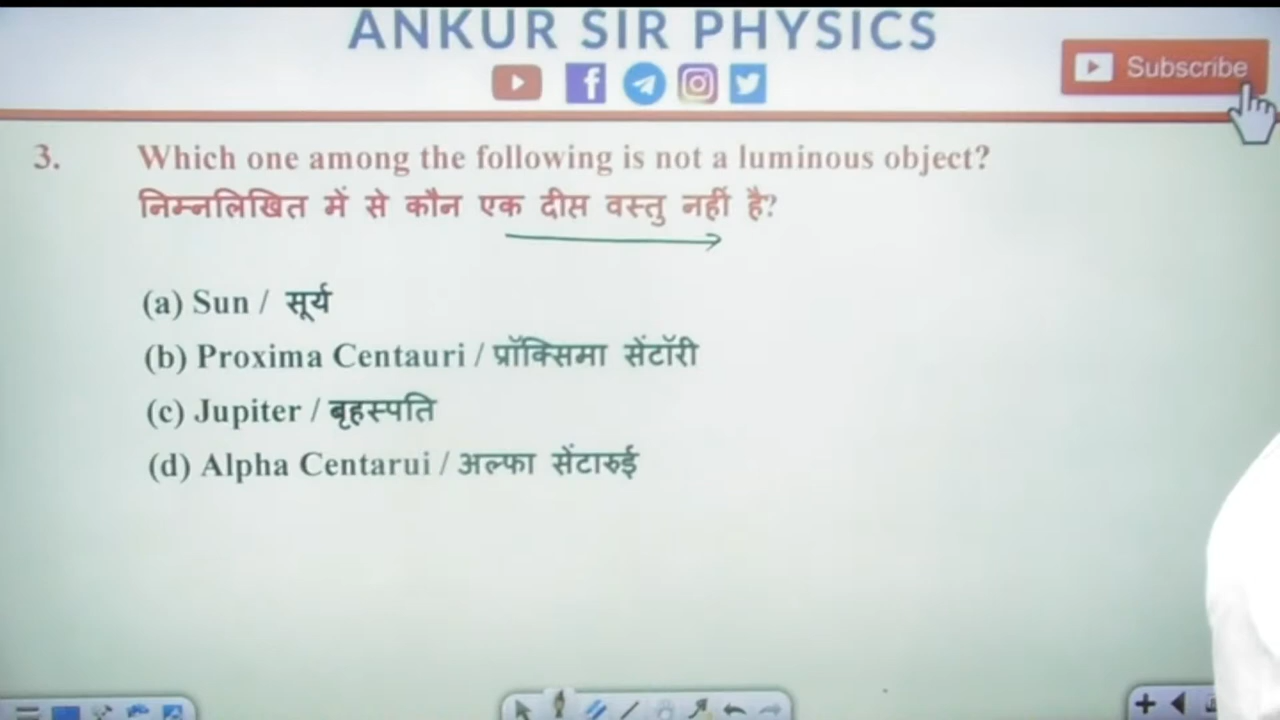 ANKUR SIR PHYSICS
Subscribe
3. Which one among the following is not a luminous object?
निम्नलिखित में से कौन एक दीप्त वस्तु नहीं है?
(a) Sun / सूर्य
(b) Proxima Centauri / प्रॉक्सिमा सेंटॉरी
(c) Jupiter / बृहस्पति
(d) Alpha Centarui / अल्फा सेंटारुई